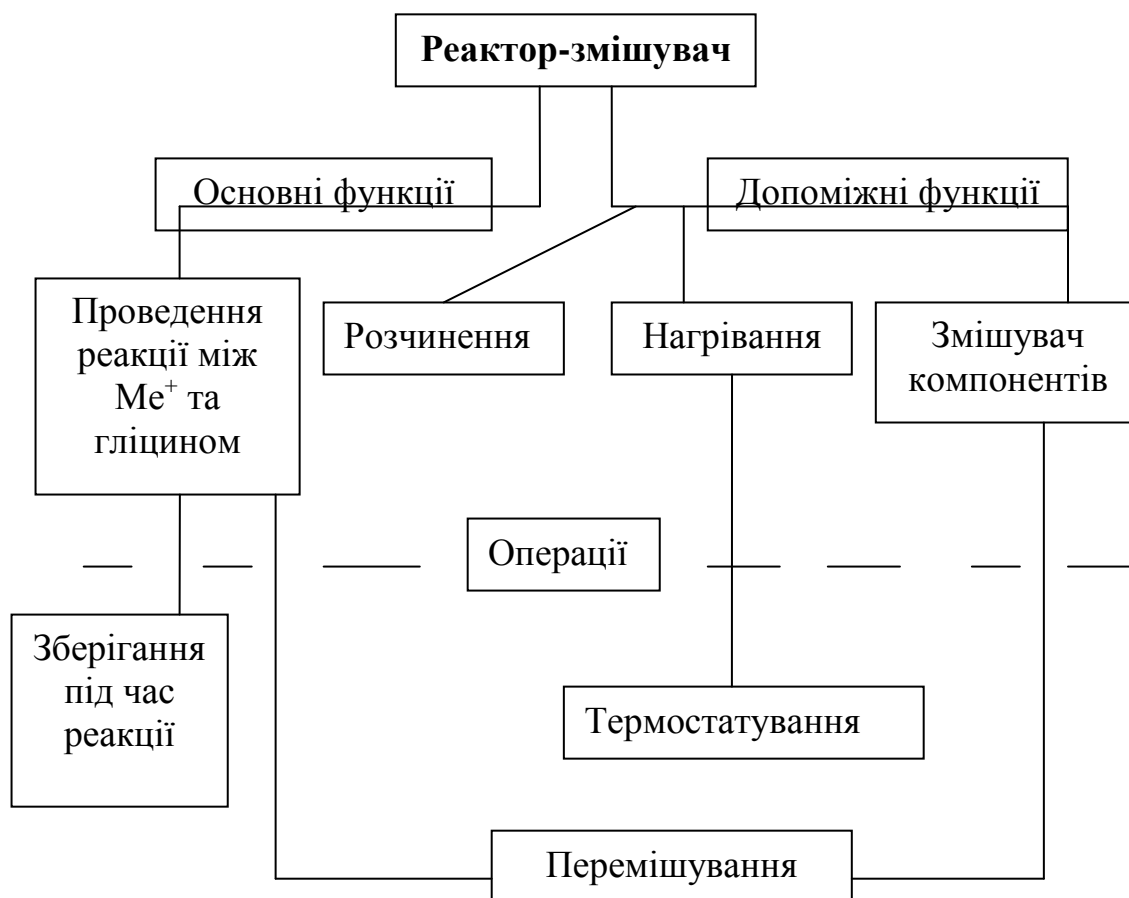 Реактор-змішувач
Основні функції
Допоміжні функції
Проведення
реакції між
Ме⁺ та
гліцином
Розчинення
Нагрівання
Змішувач
компонентів
Операції
Зберігання
під час
реакції
Термостатування
Перемішування